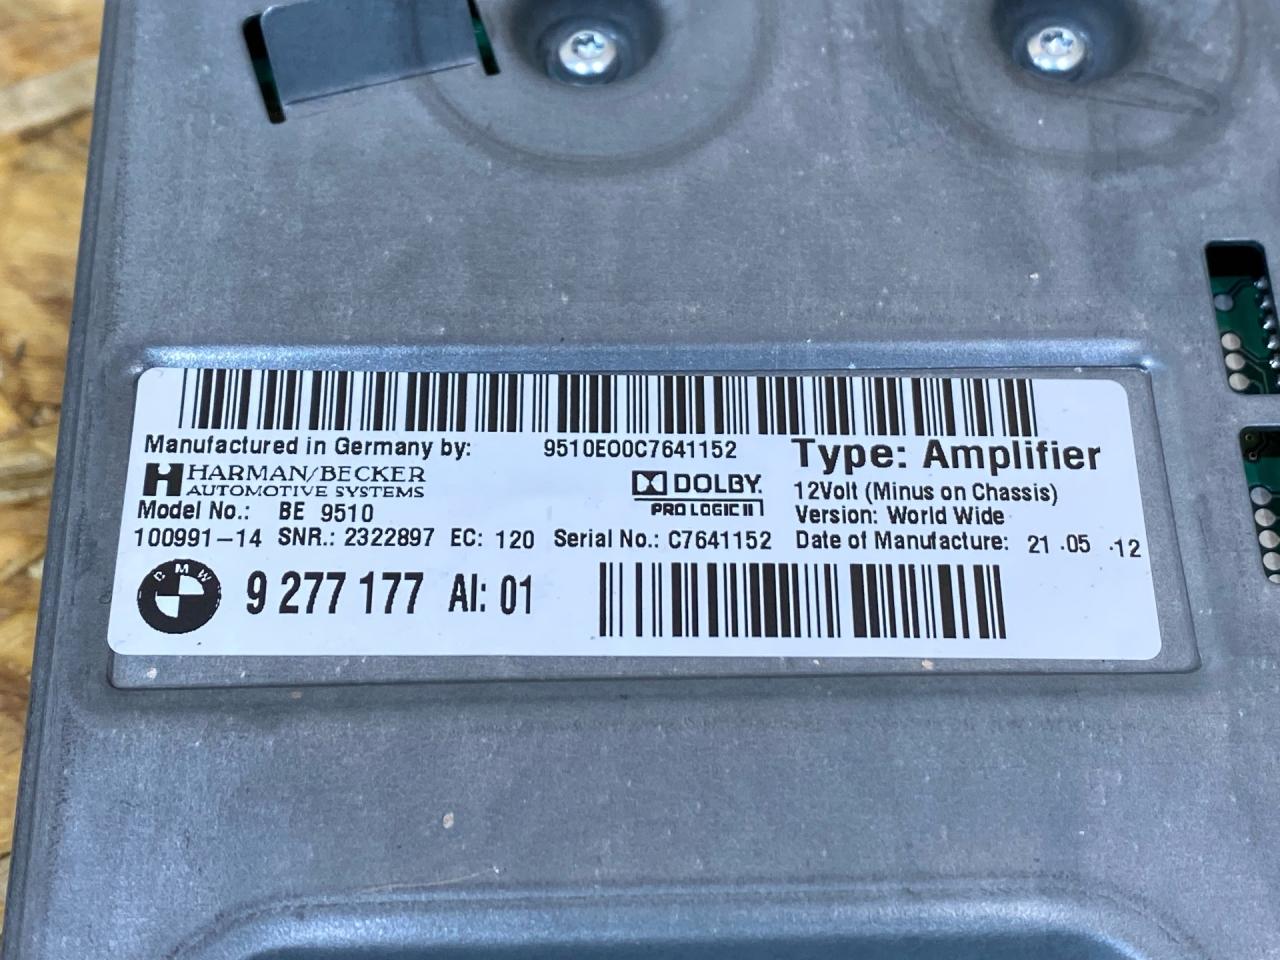 Manufactured in Germany by: 9510EO0C7641152 Type: Amplifier
HARMAN/BECKER
AUTOMOTIVE SYSTEMS
DOLBY.
PRO LOGIC II
12Volt (Minus on Chassis)
Model No.: BE 9510
Version: World Wide
100991-14 SNR.: 2322897 EC: 120 Serial No.: C7641152 Date of Manufacture: 21 .05 .12
BMW
9 277 177 AI: 01